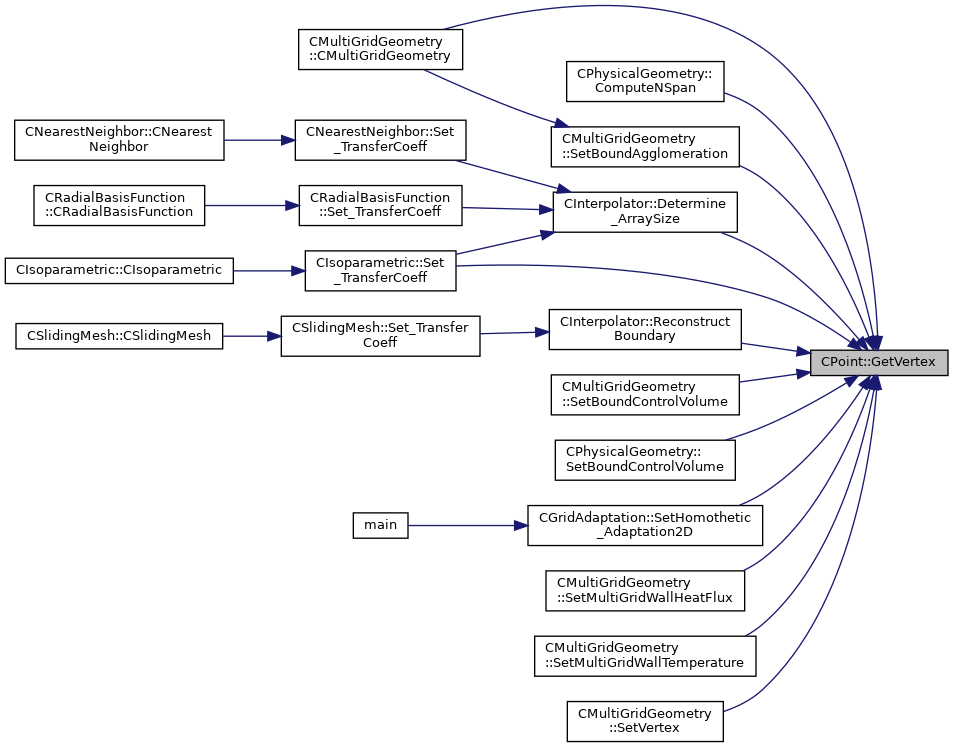 CMultiGridGeometry
::CMultiGridGeometry
CPhysicalGeometry::
ComputeNSpan
CNearestNeighbor::CNearest
Neighbor
CNearestNeighbor::Set
_TransferCoeff
CMultiGridGeometry
::SetBoundAgglomeration
CRadialBasisFunction
::CRadialBasisFunction
CRadialBasisFunction
::Set_TransferCoeff
CInterpolator::Determine
_ArraySize
CIsoparametric::CIsoparametric
CIsoparametric::Set
_TransferCoeff
CSlidingMesh::CSlidingMesh
CSlidingMesh::Set_Transfer
Coeff
CInterpolator::Reconstruct
Boundary
CPoint::GetVertex
CMultiGridGeometry
::SetBoundControlVolume
CPhysicalGeometry::
SetBoundControlVolume
main
CGridAdaptation::SetHomothetic
_Adaptation2D
CMultiGridGeometry
::SetMultiGridWallHeatFlux
CMultiGridGeometry
::SetMultiGridWallTemperature
CMultiGridGeometry
::SetVertex